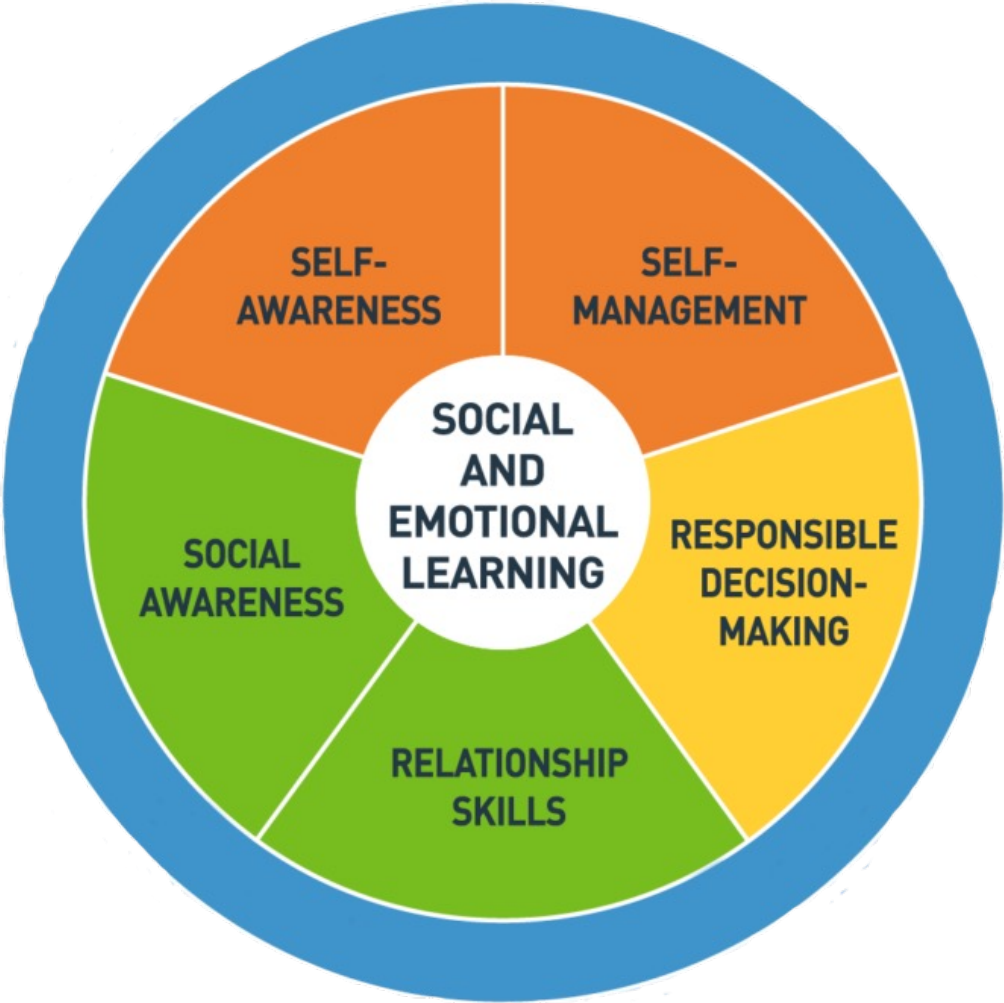 SELF-
AWARENESS
SELF-
MANAGEMENT
SOCIAL
AND
EMOTIONAL
LEARNING
SOCIAL
AWARENESS
RESPONSIBLE
DECISION-
MAKING
RELATIONSHIP
SKILLS